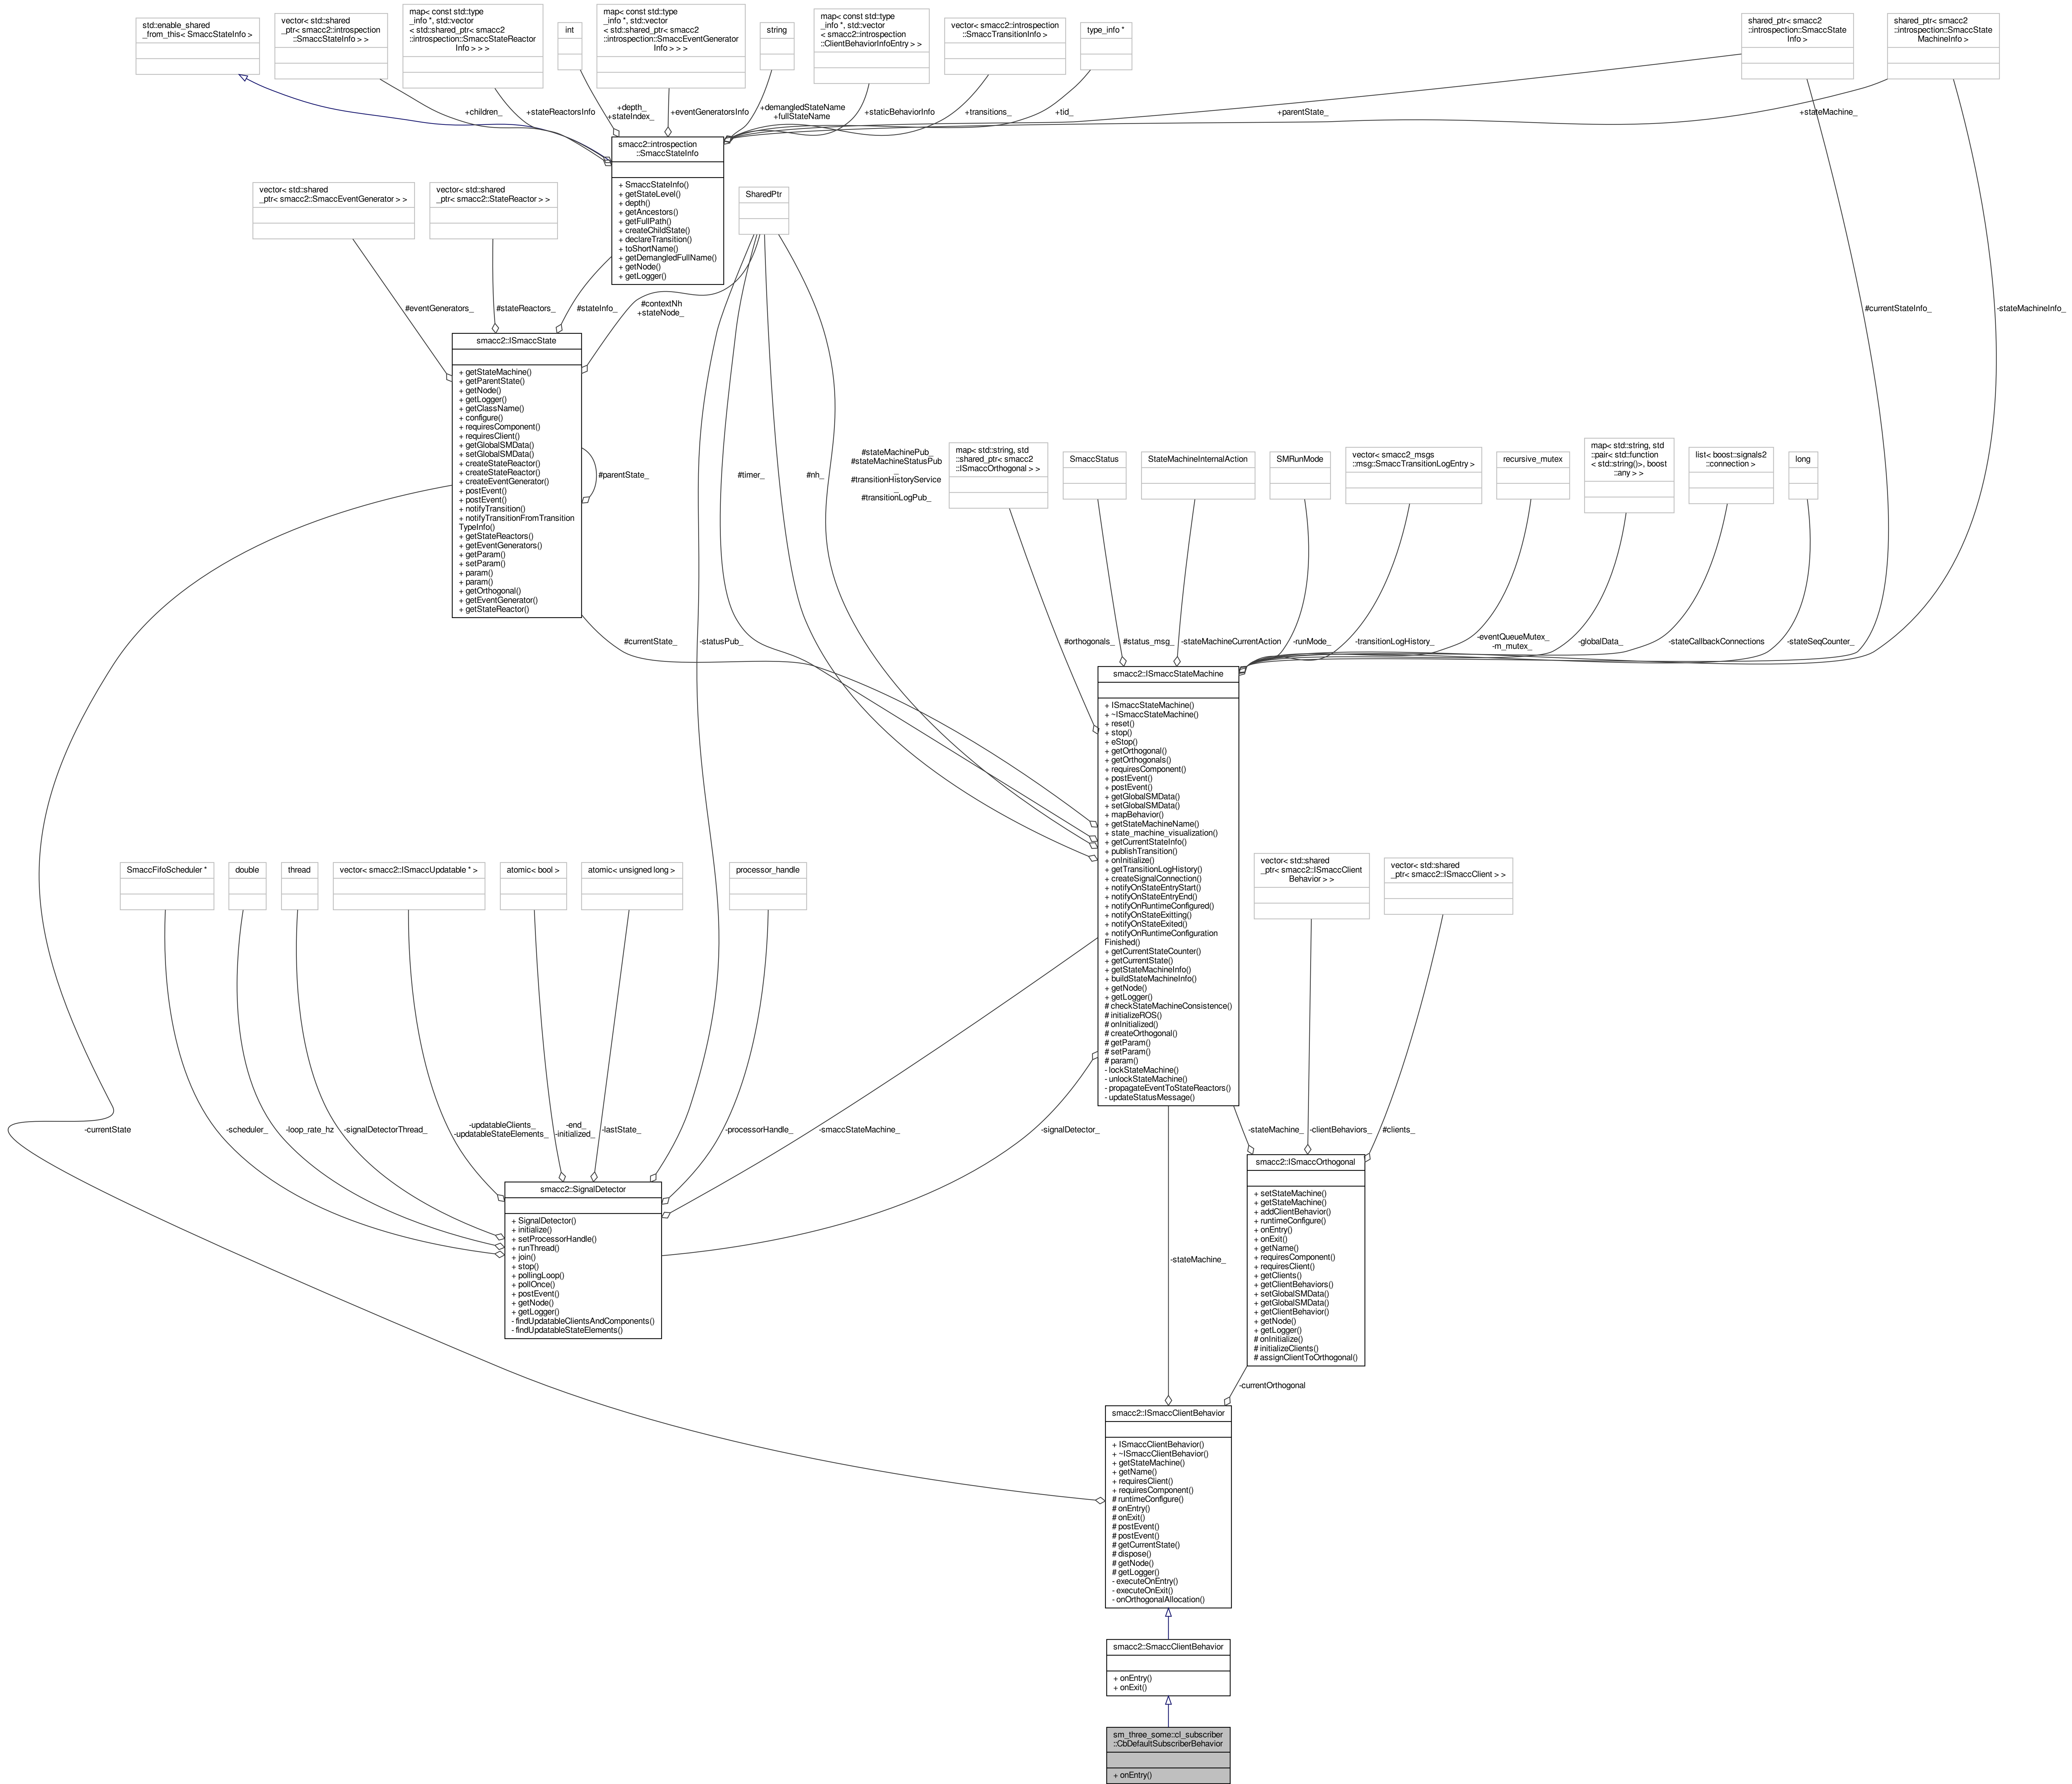 std::enable_shared
_from_this< SmaccStateInfo >
vector< std::shared
_ptr< smacc2::introspection
::SmaccStateInfo > >
map< const std::type
_info *, std::vector
< std::shared_ptr< smacc2
::introspection::SmaccStateReactor
Info > > >
int
map< const std::type
_info *, std::vector
< std::shared_ptr< smacc2
::introspection::SmaccEventGenerator
Info > > >
string
map< const std::type
_info *, std::vector
< smacc2::introspection
::ClientBehaviorInfoEntry > >
vector< smacc2::introspection
::SmaccTransitionInfo >
type_info *
shared_ptr< smacc2
::introspection::SmaccState
Info >
shared_ptr< smacc2
::introspection::SmaccState
MachineInfo >
+children_
+stateReactorsInfo
+depth_
+stateIndex_
+eventGeneratorsInfo
+demangledStateName
+fullStateName
+staticBehaviorInfo
+transitions_
+tid_
+parentState_
+stateMachine_
smacc2::introspection
::SmaccStateInfo
+ SmaccStateInfo()
+ getStateLevel()
+ depth()
+ getAncestors()
+ getFullPath()
+ createChildState()
+ declareTransition()
+ toShortName()
+ getDemangledFullName()
+ getNode()
+ getLogger()
vector< std::shared
_ptr< smacc2::SmaccEventGenerator > >
vector< std::shared
_ptr< smacc2::StateReactor > >
SharedPtr
#eventGenerators_
#stateReactors_
#stateInfo_
#contextNh
+stateNode_
#currentStateInfo_
-stateMachineInfo_
smacc2::ISmaccState
+ getStateMachine()
+ getParentState()
+ getNode()
+ getLogger()
+ getClassName()
+ configure()
+ requiresComponent()
+ requiresClient()
+ getGlobalSMData()
+ setGlobalSMData()
+ createStateReactor()
+ createStateReactor()
+ createEventGenerator()
+ postEvent()
+ postEvent()
+ notifyTransition()
+ notifyTransitionFromTransition
TypeInfo()
+ getStateReactors()
+ getEventGenerators()
+ getParam()
+ setParam()
+ param()
+ param()
+ getOrthogonal()
+ getEventGenerator()
+ getStateReactor()
#parentState_
#timer_
#nh_
#stateMachinePub_
#stateMachineStatusPub
_
#transitionHistoryService
_
#transitionLogPub_
map< std::string, std
::shared_ptr< smacc2
::ISmaccOrthogonal > >
SmaccStatus
StateMachineInternalAction
SMRunMode
vector< smacc2_msgs
::msg::SmaccTransitionLogEntry >
recursive_mutex
map< std::string, std
::pair< std::function
< std::string()>, boost
::any > >
list< boost::signals2
::connection >
long
#currentState_
-statusPub_
#orthogonals_
#status_msg_
-stateMachineCurrentAction
-runMode_
-transitionLogHistory_
-eventQueueMutex_
-m_mutex_
-globalData_
-stateCallbackConnections
-stateSeqCounter_
smacc2::ISmaccStateMachine
+ ISmaccStateMachine()
+ ~ISmaccStateMachine()
+ reset()
+ stop()
+ eStop()
+ getOrthogonal()
+ getOrthogonals()
+ requiresComponent()
+ postEvent()
+ postEvent()
+ getGlobalSMData()
+ setGlobalSMData()
+ mapBehavior()
+ getStateMachineName()
+ state_machine_visualization()
+ getCurrentStateInfo()
+ publishTransition()
+ onInitialize()
+ getTransitionLogHistory()
+ createSignalConnection()
+ notifyOnStateEntryStart()
+ notifyOnStateEntryEnd()
+ notifyOnRuntimeConfigured()
+ notifyOnStateExitting()
+ notifyOnStateExited()
+ notifyOnRuntimeConfiguration
Finished()
+ getCurrentStateCounter()
+ getCurrentState()
+ getStateMachineInfo()
+ buildStateMachineInfo()
+ getNode()
+ getLogger()
# checkStateMachineConsistence()
# initializeROS()
# onInitialized()
# createOrthogonal()
# getParam()
# setParam()
# param()
- lockStateMachine()
- unlockStateMachine()
- propagateEventToStateReactors()
- updateStatusMessage()
SmaccFifoScheduler *
double
thread
vector< smacc2::ISmaccUpdatable * >
atomic< bool >
atomic< unsigned long >
processor_handle
vector< std::shared
_ptr< smacc2::ISmaccClient
Behavior > >
vector< std::shared
_ptr< smacc2::ISmaccClient > >
-currentState
-scheduler_
-loop_rate_hz
-signalDetectorThread_
-updatableClients_
-updatableStateElements_
-end_
-initialized_
-lastState_
-processorHandle_
-smaccStateMachine_
-signalDetector_
-stateMachine_
-clientBehaviors_
#clients_
smacc2::SignalDetector
+ SignalDetector()
+ initialize()
+ setProcessorHandle()
+ runThread()
+ join()
+ stop()
+ pollingLoop()
+ pollOnce()
+ postEvent()
+ getNode()
+ getLogger()
- findUpdatableClientsAndComponents()
- findUpdatableStateElements()
smacc2::ISmaccOrthogonal
+ setStateMachine()
+ getStateMachine()
+ addClientBehavior()
+ runtimeConfigure()
+ onEntry()
+ onExit()
+ getName()
+ requiresComponent()
+ requiresClient()
+ getClients()
+ getClientBehaviors()
+ setGlobalSMData()
+ getGlobalSMData()
+ getClientBehavior()
+ getNode()
+ getLogger()
# onInitialize()
# initializeClients()
# assignClientToOrthogonal()
-stateMachine_
-currentOrthogonal
smacc2::ISmaccClientBehavior
+ ISmaccClientBehavior()
+ ~ISmaccClientBehavior()
+ getStateMachine()
+ getName()
+ requiresClient()
+ requiresComponent()
# runtimeConfigure()
# onEntry()
# onExit()
# postEvent()
# postEvent()
# getCurrentState()
# dispose()
# getNode()
# getLogger()
- executeOnEntry()
- executeOnExit()
- onOrthogonalAllocation()
smacc2::SmaccClientBehavior
+ onEntry()
+ onExit()
sm_three_some::cl_subscriber
::CbDefaultSubscriberBehavior
+ onEntry()